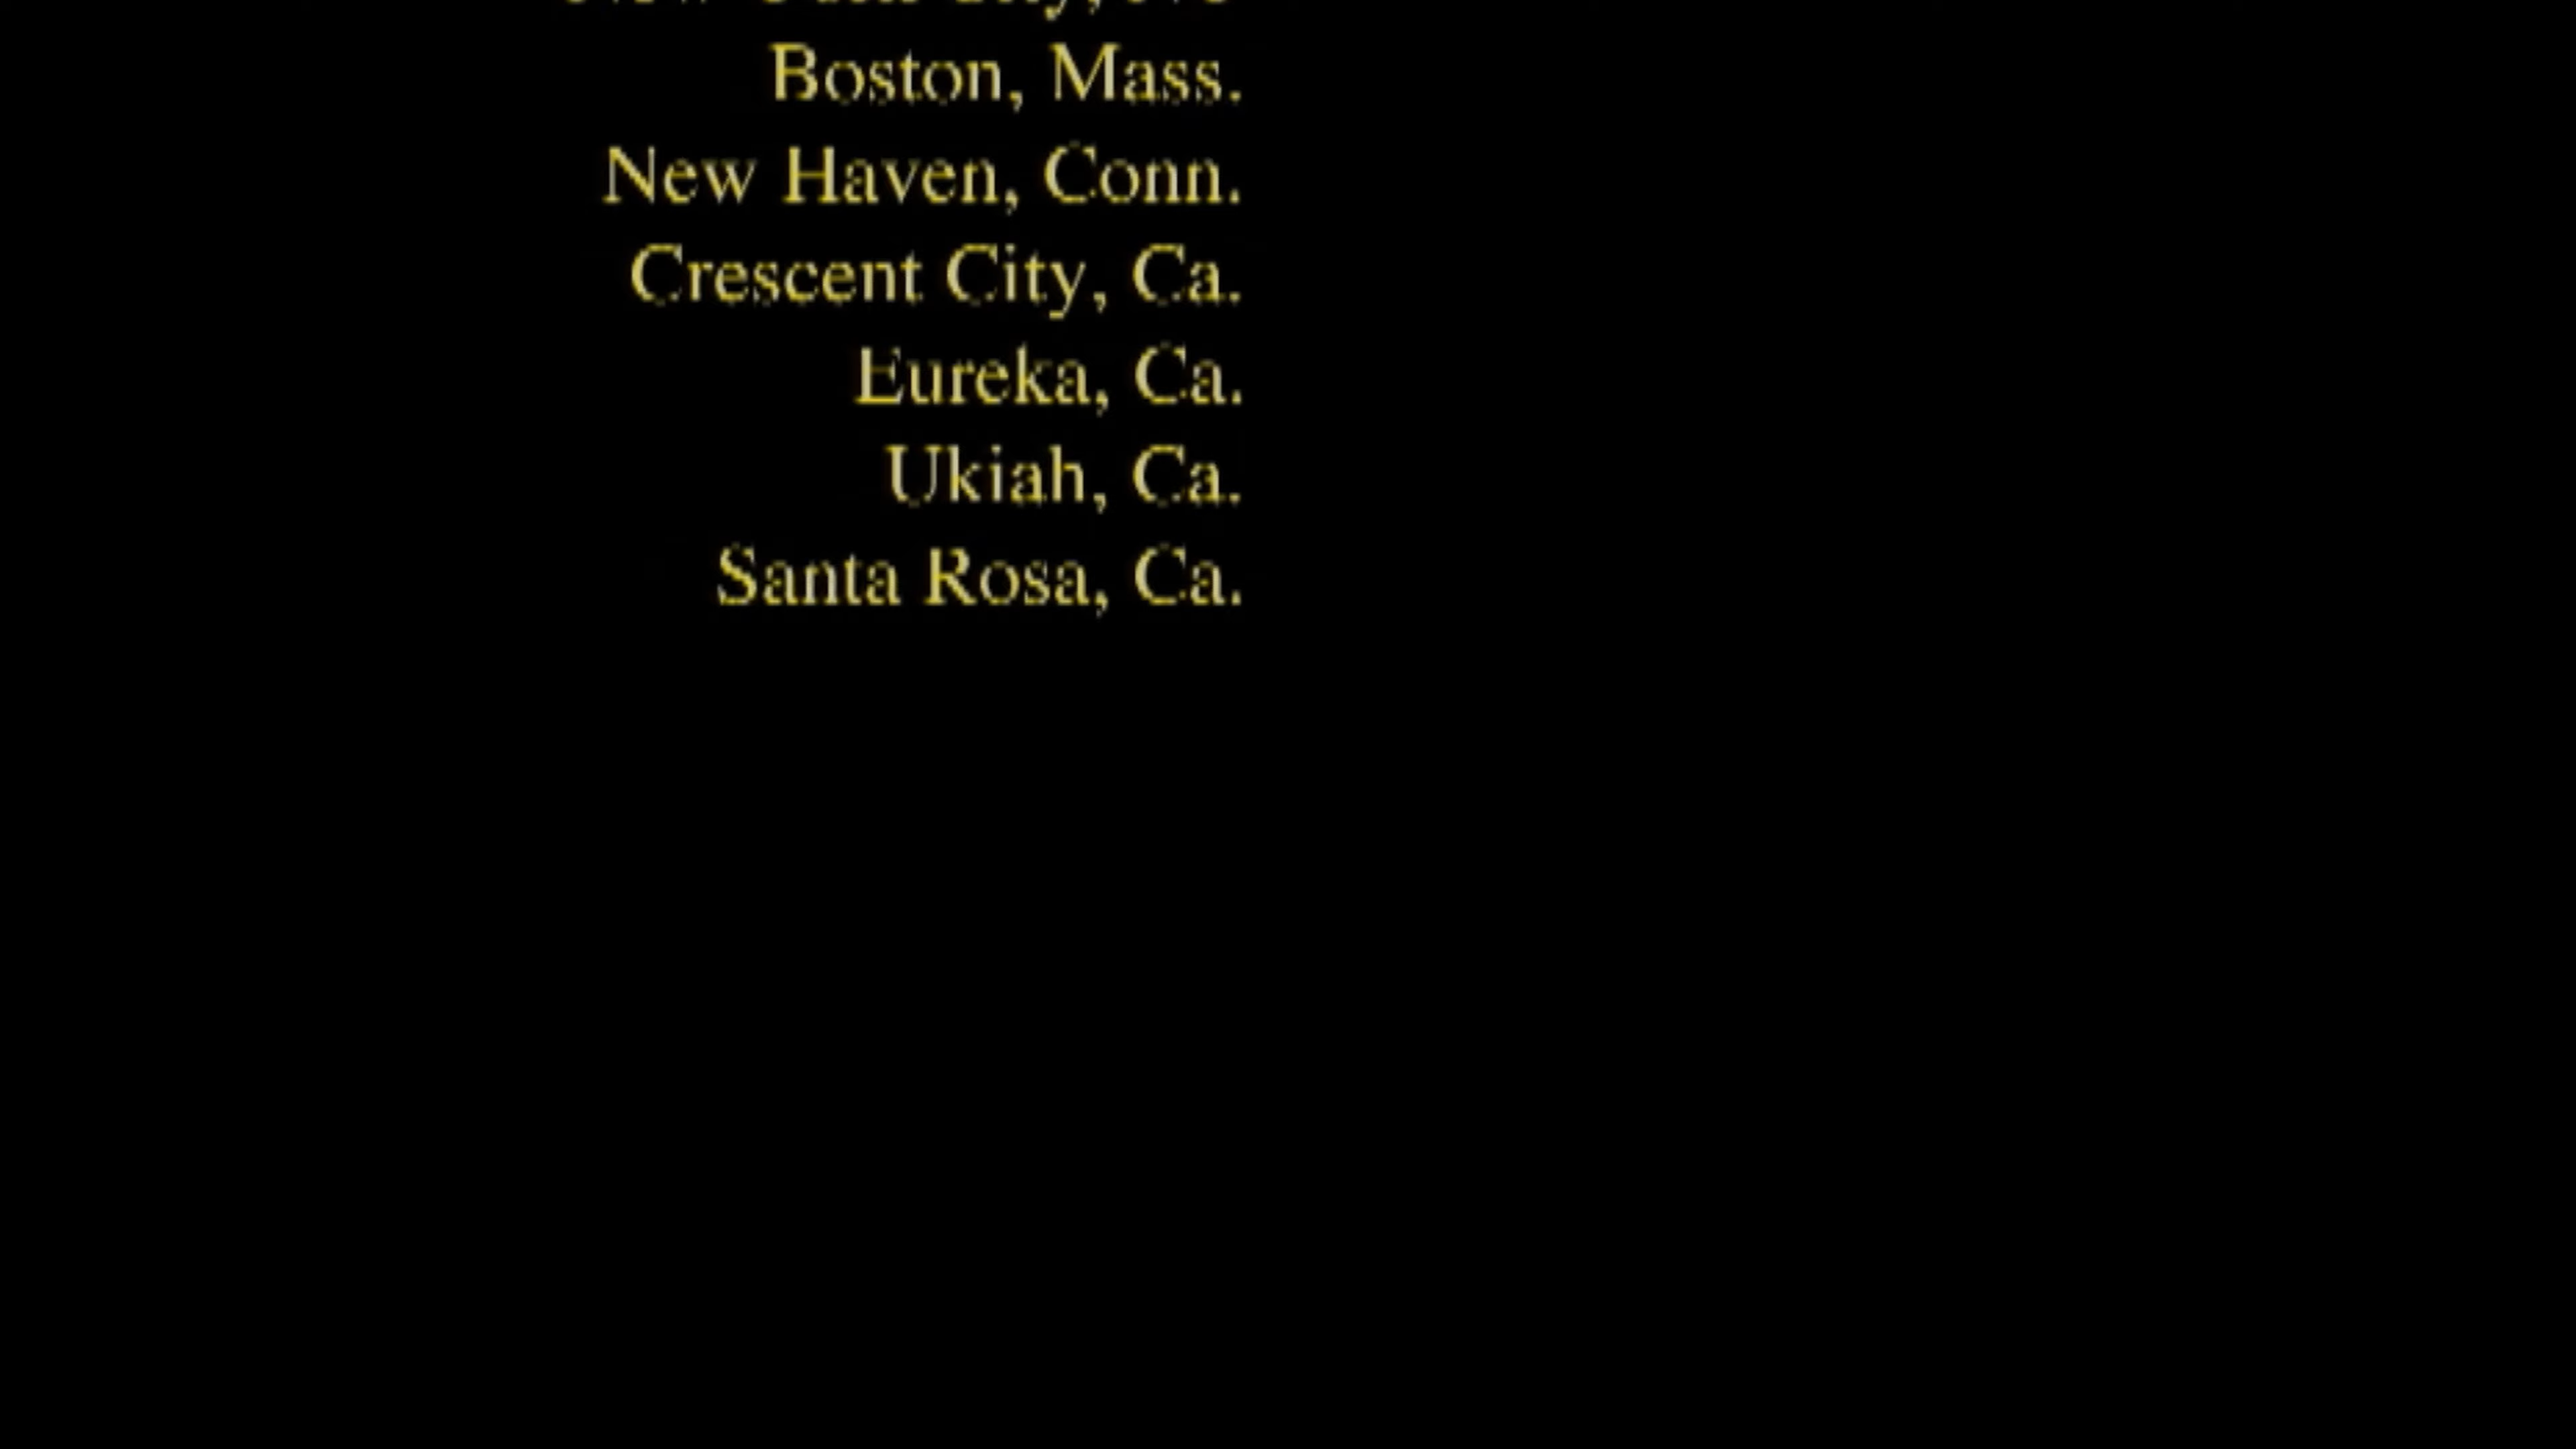 Boston, Mass.
New Haven, Conn.
Crescent City, Ca.
Eureka, Ca.
Ukiah, Ca.
Santa Rosa, Ca.